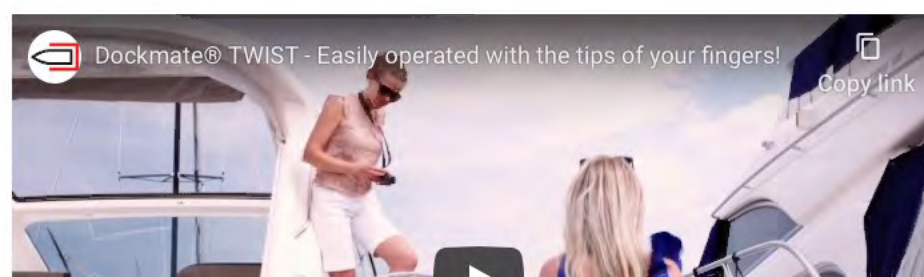 Dockmate® TWIST - Easily operated with the tips of your fingers!
Copy link